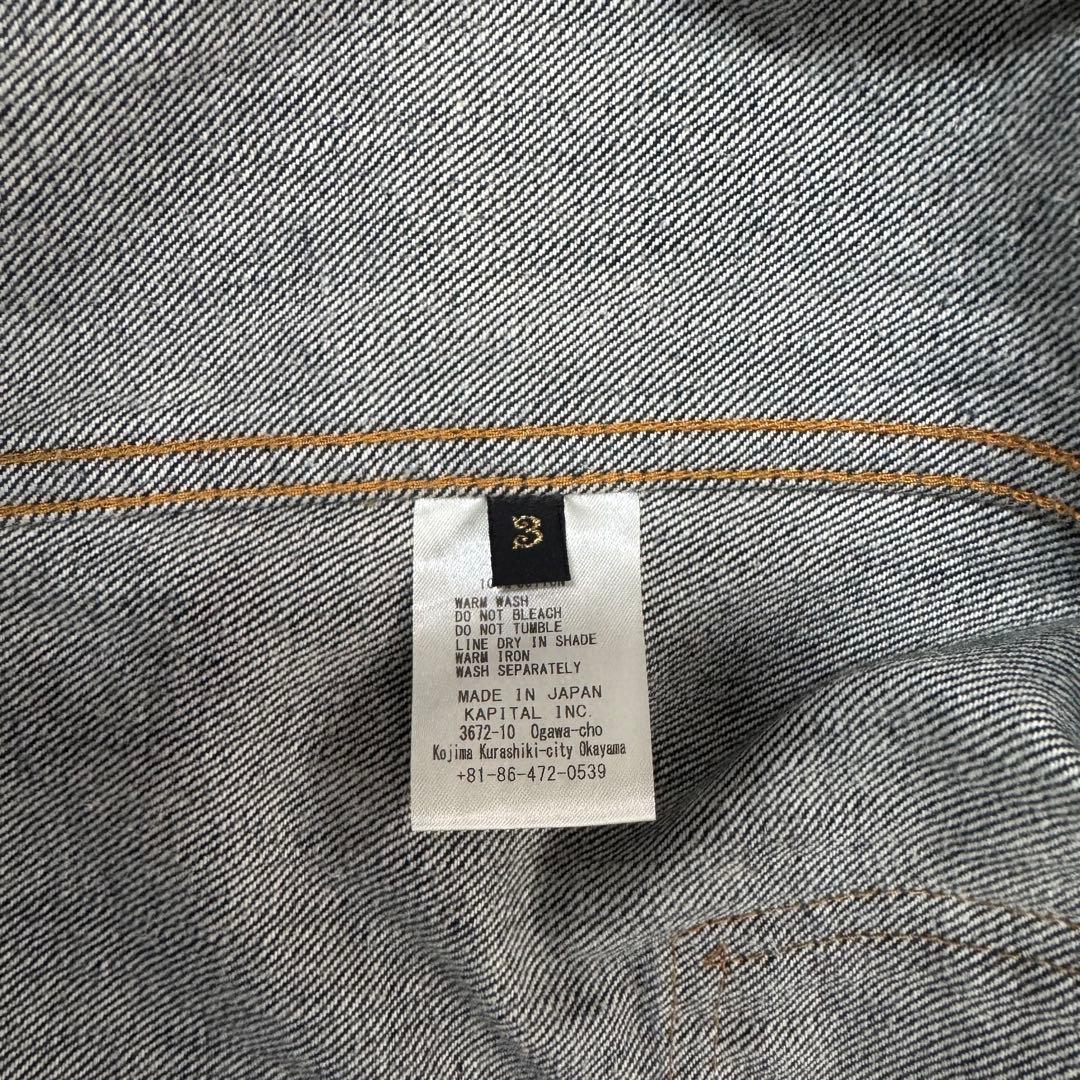 3
WARM WASH
DO NOT BLEACH
DO NOT TUMBLE
LINE DRY IN SHADE
WARM IRON
WASH SEPARATELY
MADE IN JAPAN
KAPITAL INC.
3672-10 Ogawa-cho
Kojima Kurashiki-city Okayama
+81-86-472-0539